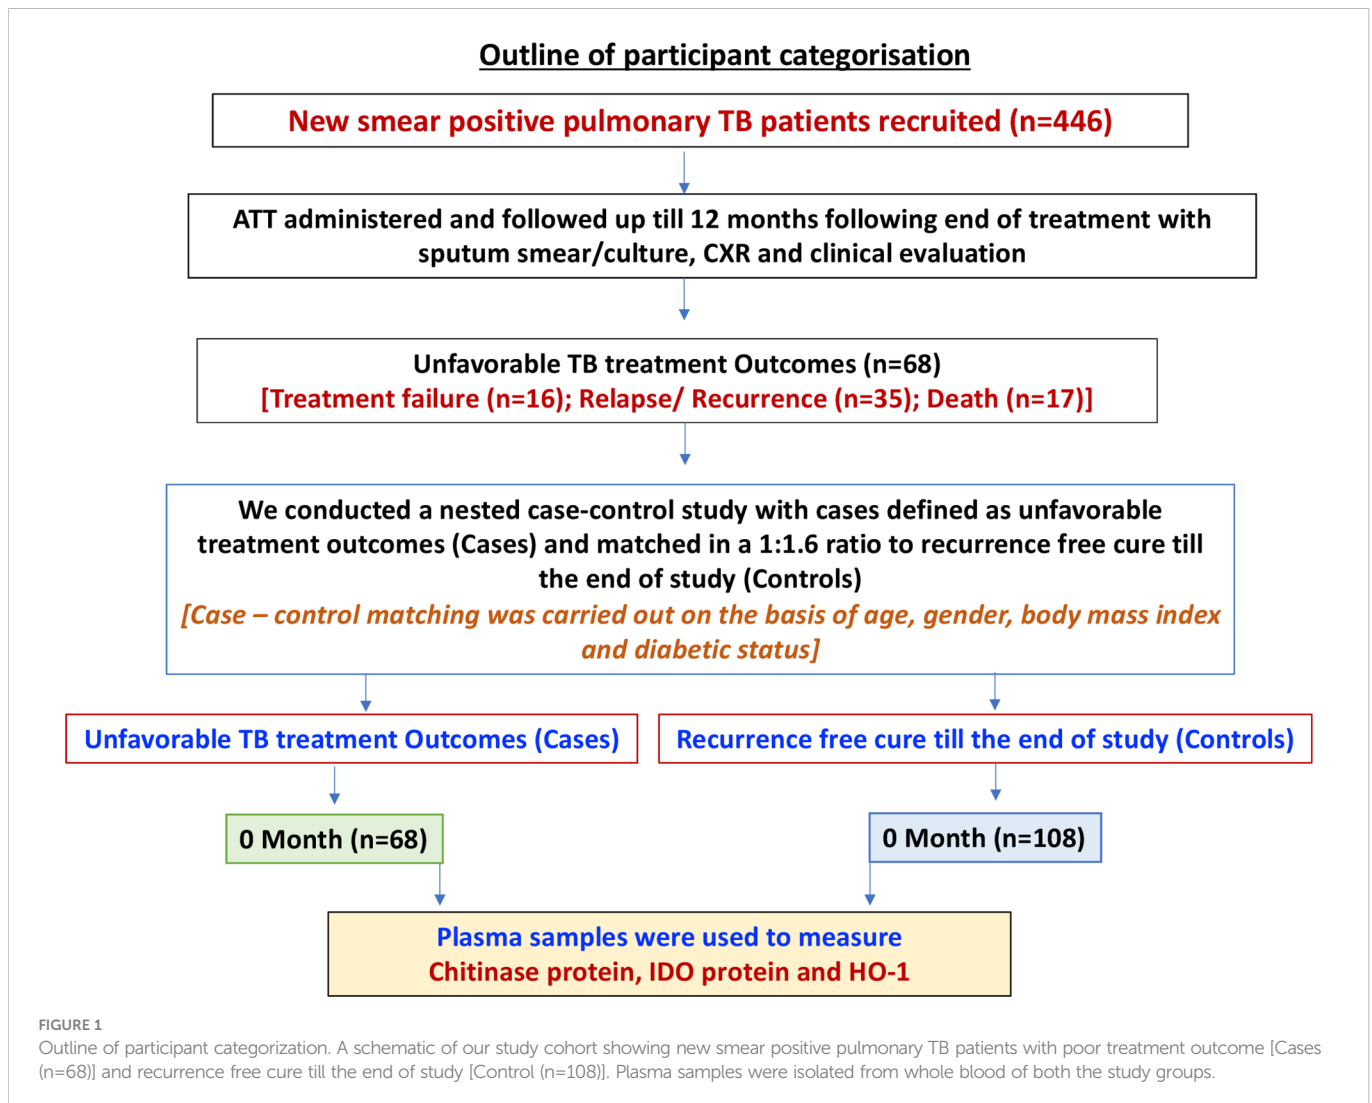 Outline of participant categorisation
New smear positive pulmonary TB patients recruited (n=446)
ATT administered and followed up till 12 months following end of treatment with
sputum smear/culture, CXR and clinical evaluation
Unfavorable TB treatment Outcomes (n=68)
[Treatment failure (n=16); Relapse/ Recurrence (n=35); Death (n=17)]
We conducted a nested case-control study with cases defined as unfavorable
treatment outcomes (Cases) and matched in a 1:1.6 ratio to recurrence free cure till
the end of study (Controls)
[Case – control matching was carried out on the basis of age, gender, body mass index
and diabetic status]
Unfavorable TB treatment Outcomes (Cases)
Recurrence free cure till the end of study (Controls)
0 Month (n=68)
0 Month (n=108)
Plasma samples were used to measure
Chitinase protein, IDO protein and HO-1
FIGURE 1
Outline of participant categorization. A schematic of our study cohort showing new smear positive pulmonary TB patients with poor treatment outcome [Cases
(n=68)] and recurrence free cure till the end of study [Control (n=108)]. Plasma samples were isolated from whole blood of both the study groups.